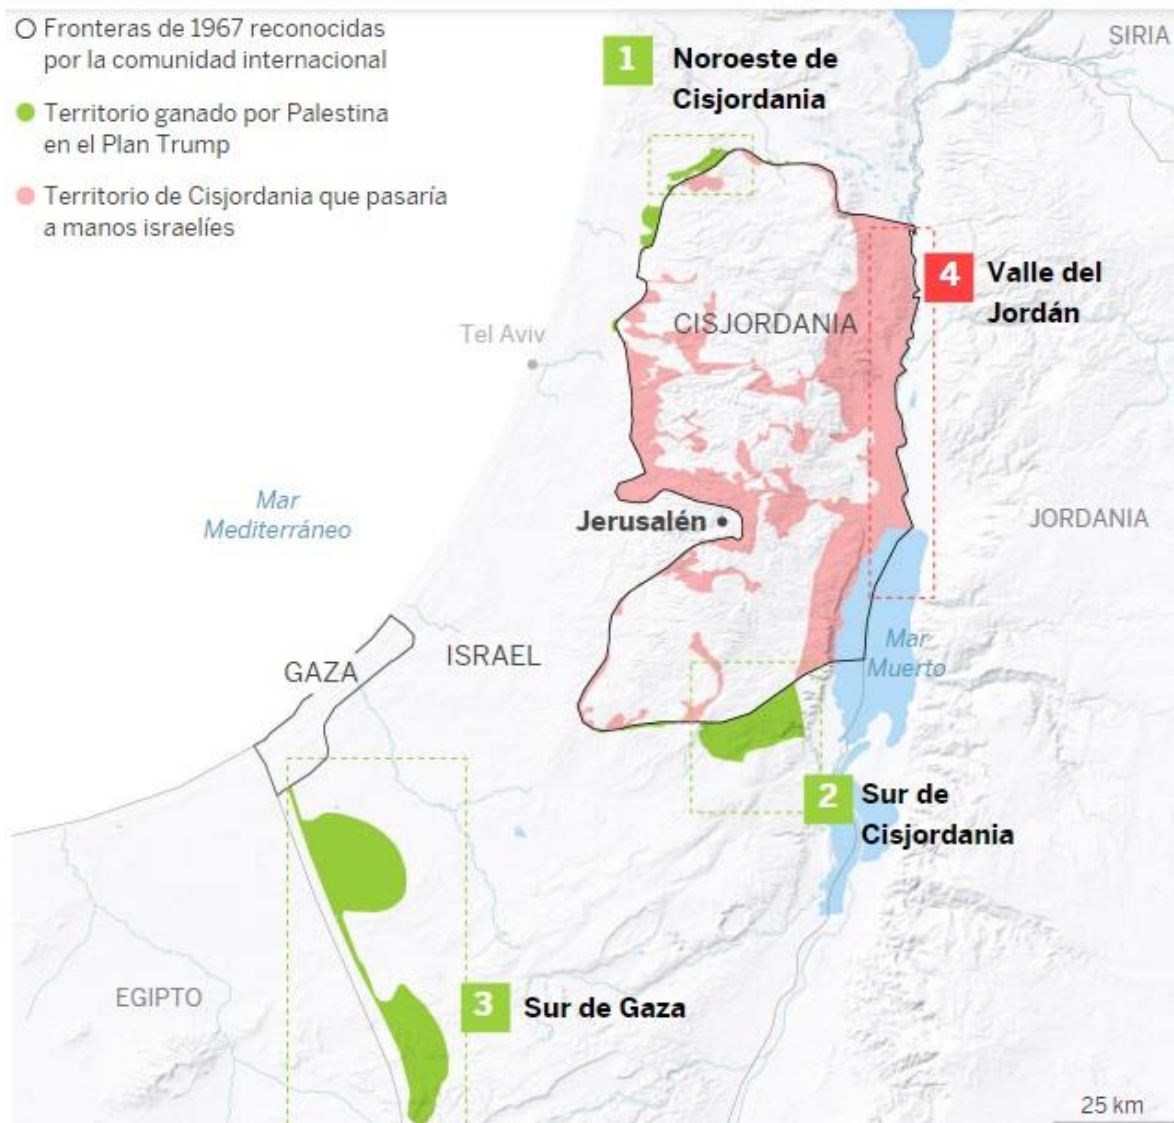 Fronteras de 1967 reconocidas
por la comunidad internacional
Territorio ganado por Palestina
en el Plan Trump
Territorio de Cisjordania que pasaría
a manos israelíes
SIRIA
1
Noroeste de
Cisjordania
4
Valle del
Jordán
CISJORDANIA
Tel Aviv
Mar
Mediterráneo
Jerusalén
JORDANIA
ISRAEL
GAZA
Mar
Muerto
2
Sur de
Cisjordania
EGIPTO
3
Sur de Gaza
25 km